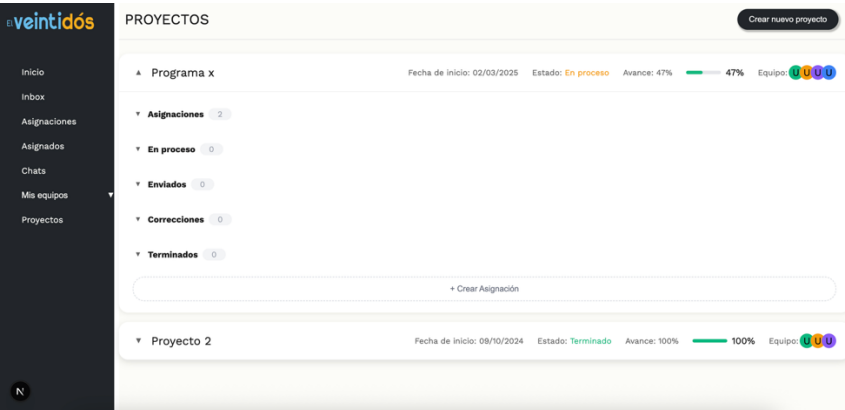 El veintidós
PROYECTOS
Crear nuevo proyecto
Inicio
Inbox
Asignaciones
Asignados
Chats
Mis equipos ▼
Proyectos
N
▲ Programa x Fecha de inicio: 02/03/2025 Estado: En proceso Avance: 47% 47% Equipo: U U U U
▼ Asignaciones 2
▼ En proceso 0
▼ Enviados 0
▼ Correcciones 0
▼ Terminados 0
+ Crear Asignación
▼ Proyecto 2 Fecha de inicio: 09/10/2024 Estado: Terminado Avance: 100% 100% Equipo: U U U